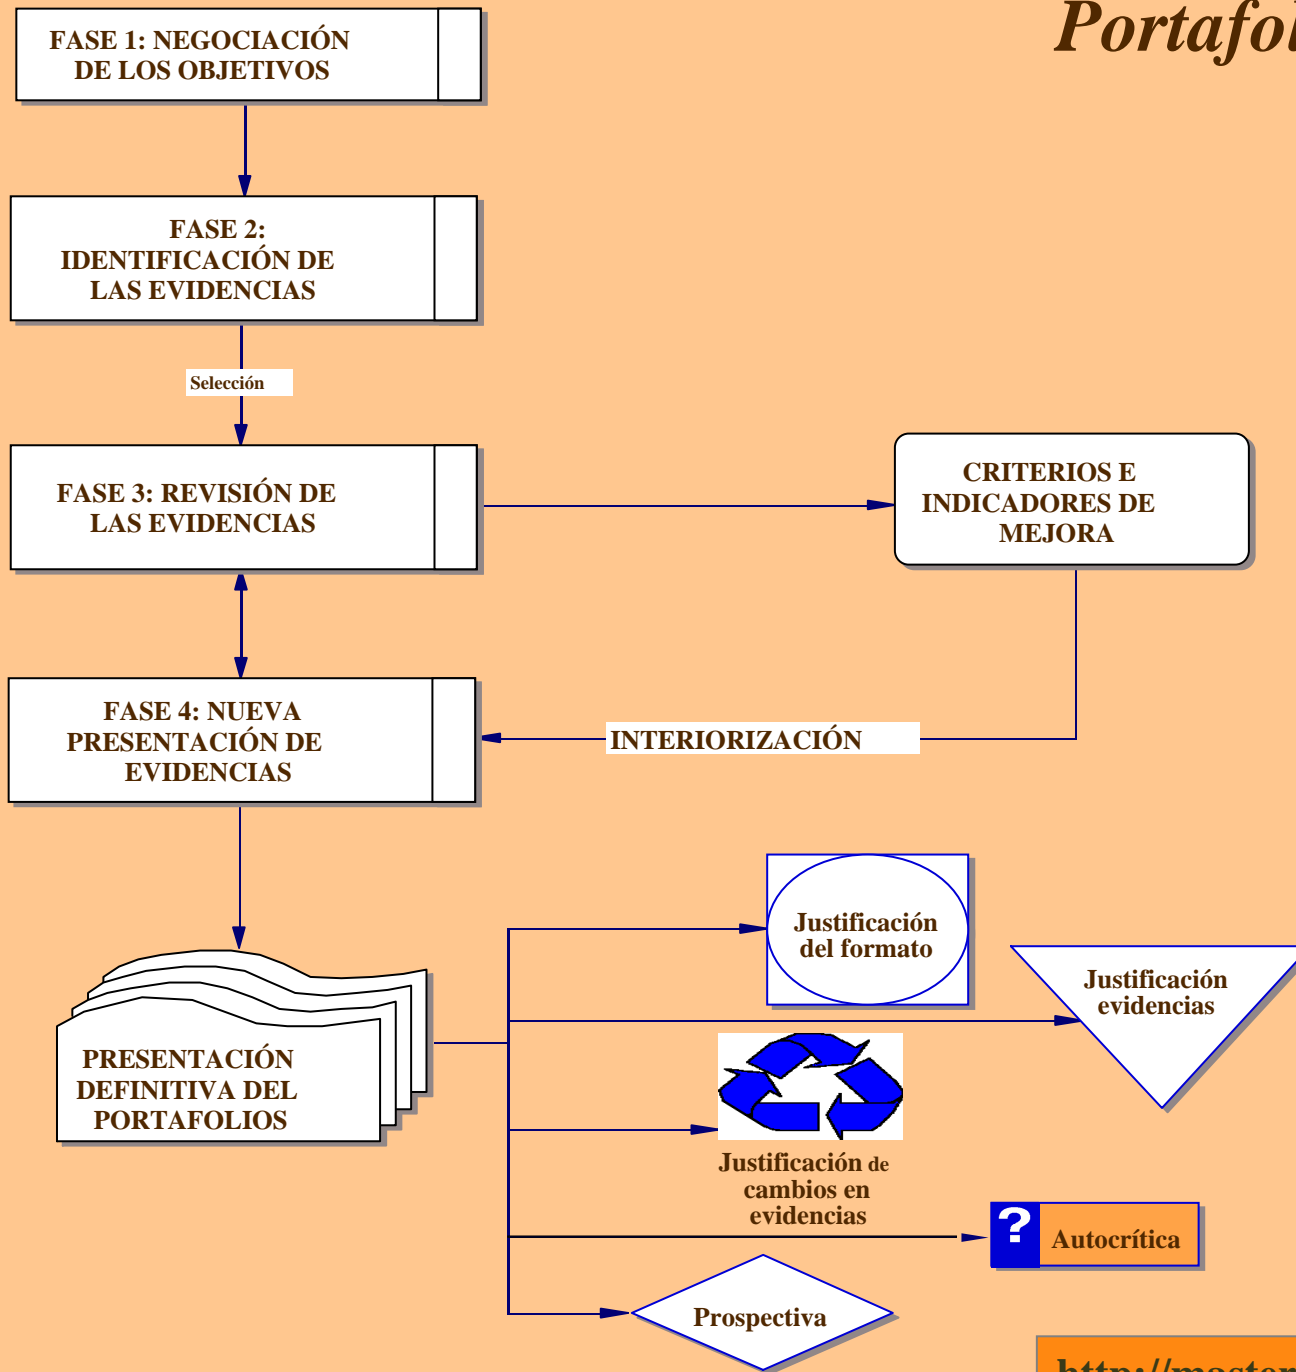 Portafol
FASE 1: NEGOCIACIÓN
DE LOS OBJETIVOS
FASE 2:
IDENTIFICACIÓN DE
LAS EVIDENCIAS
Selección
FASE 3: REVISIÓN DE
LAS EVIDENCIAS
CRITERIOS E
INDICADORES DE
MEJORA
FASE 4: NUEVA
PRESENTACIÓN DE
EVIDENCIAS
INTERIORIZACIÓN
Justificación
del formato
Justificación
evidencias
PRESENTACIÓN
DEFINITIVA DEL
PORTAFOLIOS
Justificación de
cambios en
evidencias
?
Autocrítica
Prospectiva
http://master